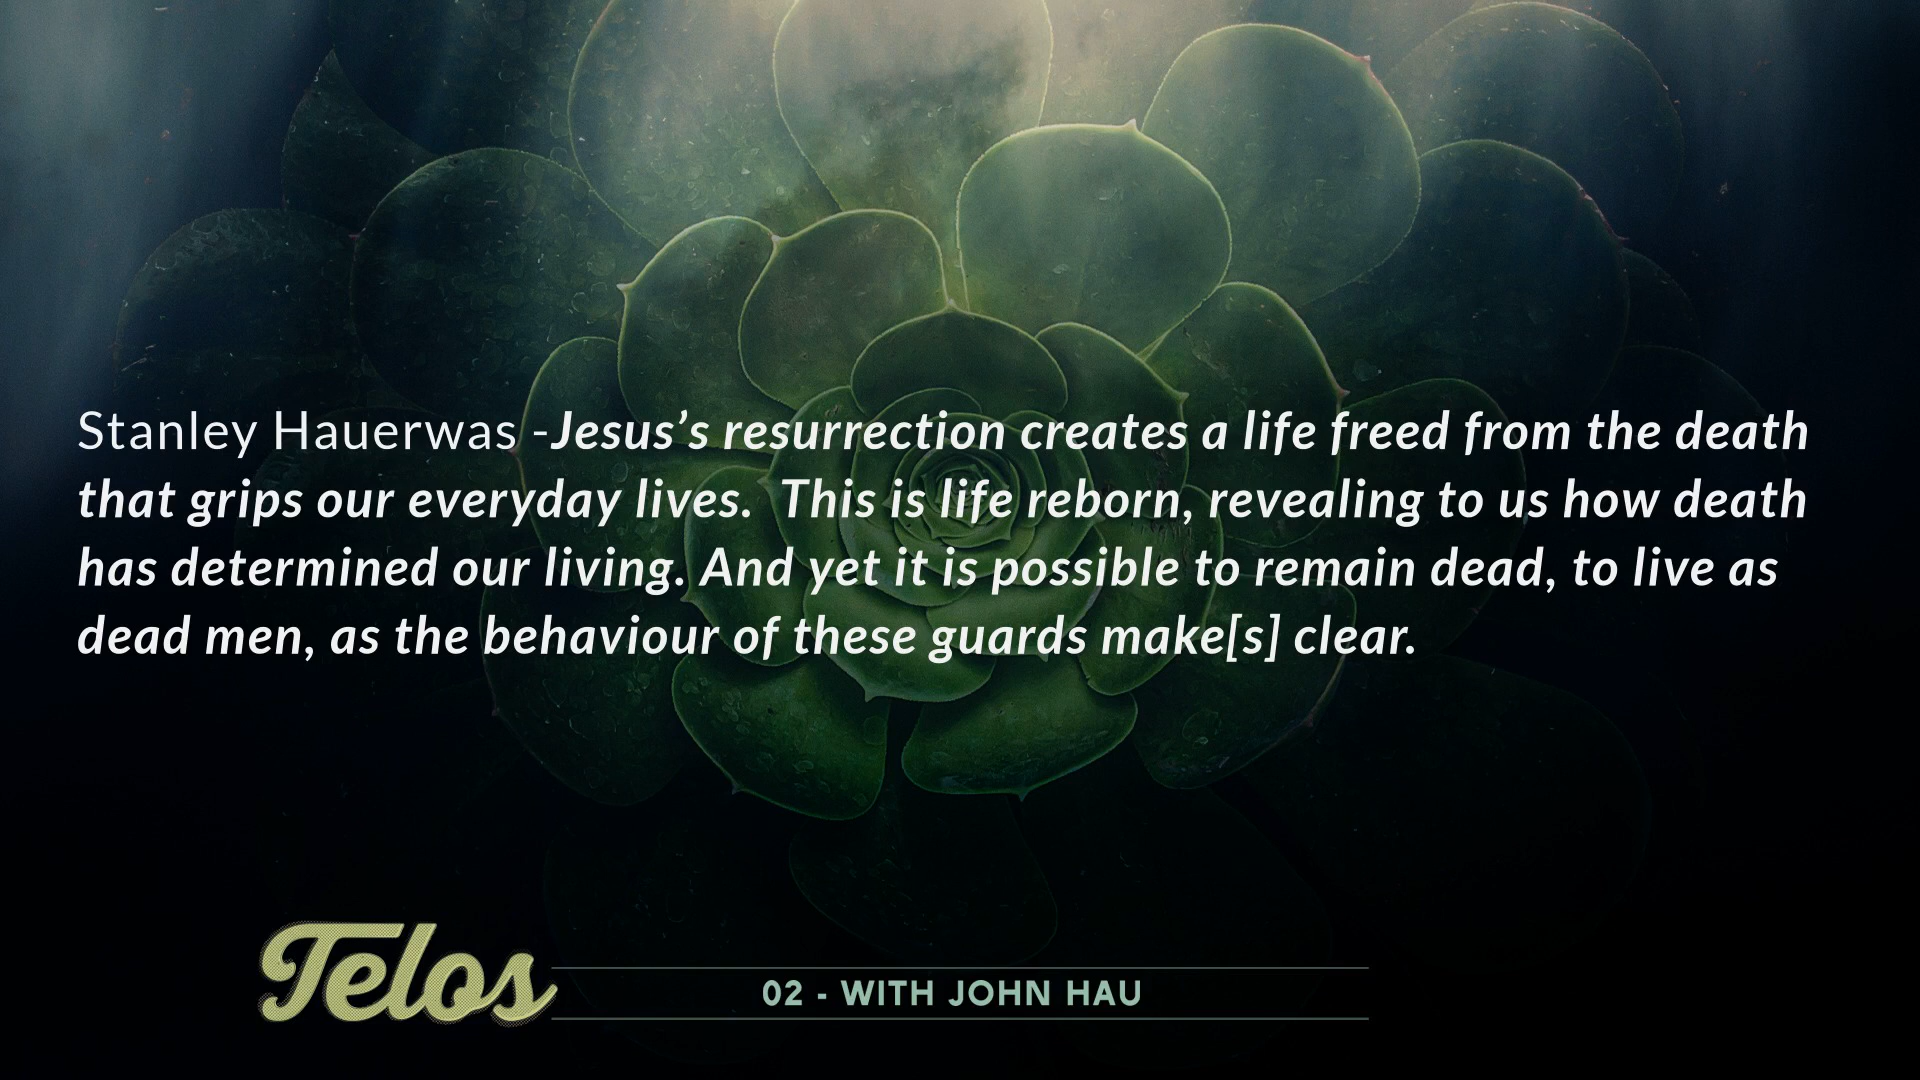 Stanley Hauerwas -Jesus’s resurrection creates a life freed from the death
that grips our everyday lives.  This is life reborn, revealing to us how death
has determined our living. And yet it is possible to remain dead, to live as
dead men, as the behaviour of these guards make[s] clear.
Telos
02 - WITH JOHN HAU